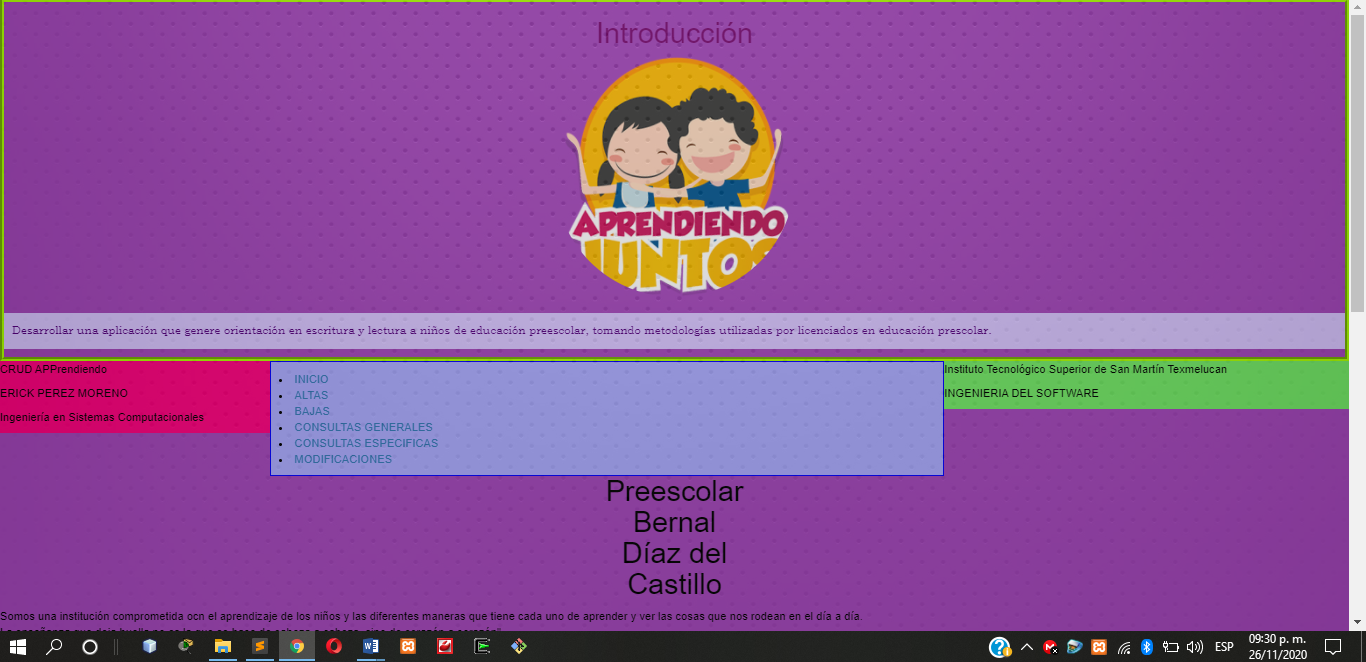 Introducción
APRENDIENDO
JUNTOS
Desarrollar una aplicación que genere orientación en escritura y lectura a niños de educación preescolar, tomando metodologías utilizadas por licenciados en educación prescolar.
CRUD APPrendiendo
ERICK PEREZ MORENO
Ingeniería en Sistemas Computacionales
INICIO
ALTAS
BAJAS.
CONSULTAS GENERALES
CONSULTAS ESPECIFICAS
MODIFICACIONES
Instituto Tecnológico Superior de San Martín Texmelucan
INGENIERIA DEL SOFTWARE
Preescolar
Bernal
Díaz del
Castillo
Somos una institución comprometida ocn el aprendizaje de los niños y las diferentes maneras que tiene cada uno de aprender y ver las cosas que nos rodean en el día a día.
ESP
09:30 p. m.
26/11/2020